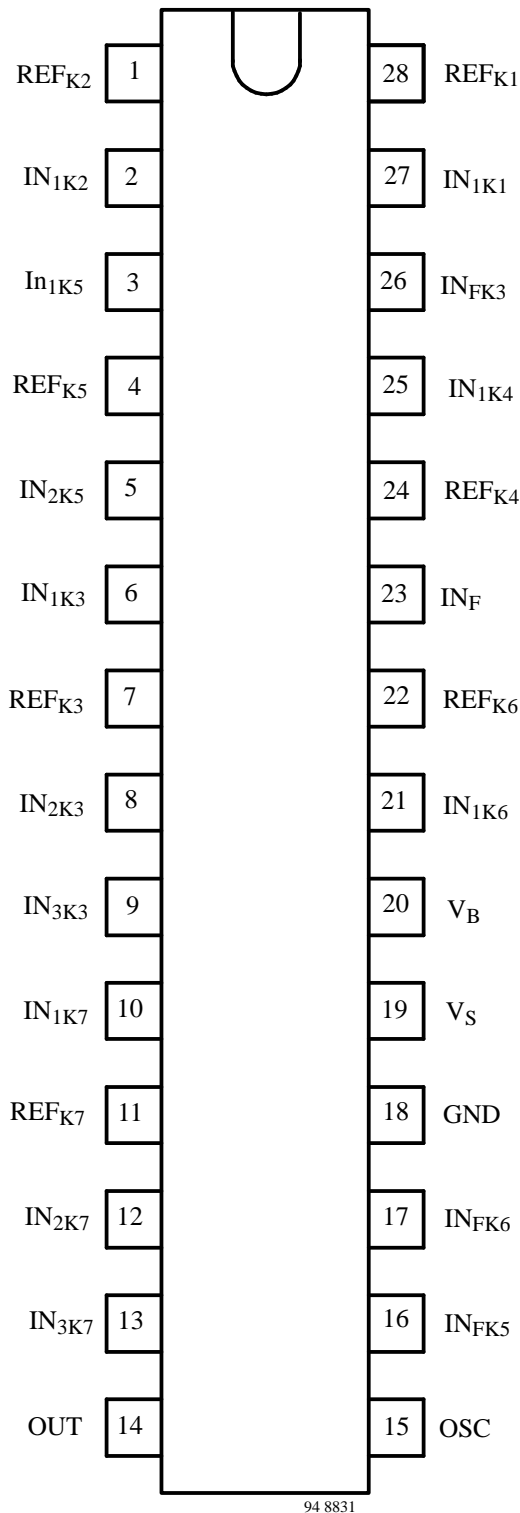 REFK2 1 28 REFK1
IN1K2 2 27 IN1K1
In1K5 3 26 INFK3
REFK5 4 25 IN1K4
IN2K5 5 24 REFK4
IN1K3 6 23 INF
REFK3 7 22 REFK6
IN2K3 8 21 IN1K6
IN3K3 9 20 VB
IN1K7 10 19 VS
REFK7 11 18 GND
IN2K7 12 17 INFK6
IN3K7 13 16 INFK5
OUT 14 15 OSC
94 8831